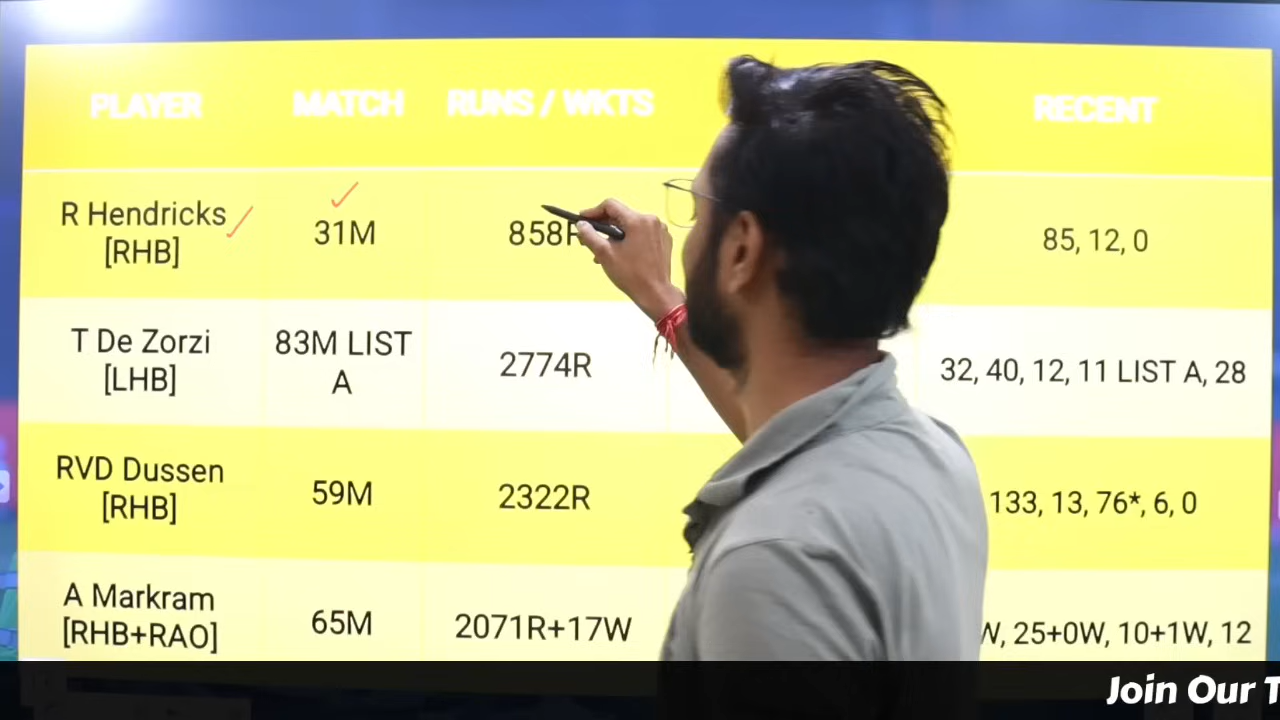 PLAYER MATCH RUNS / WKTS RECENT
R Hendricks
[RHB] 31M 858R 85, 12, 0
T De Zorzi
[LHB] 83M LIST
A 2774R 32, 40, 12, 11 LIST A, 28
RVD Dussen
[RHB] 59M 2322R 133, 13, 76*, 6, 0
A Markram
[RHB+RAO] 65M 2071R+17W W, 25+0W, 10+1W, 12
Join Our